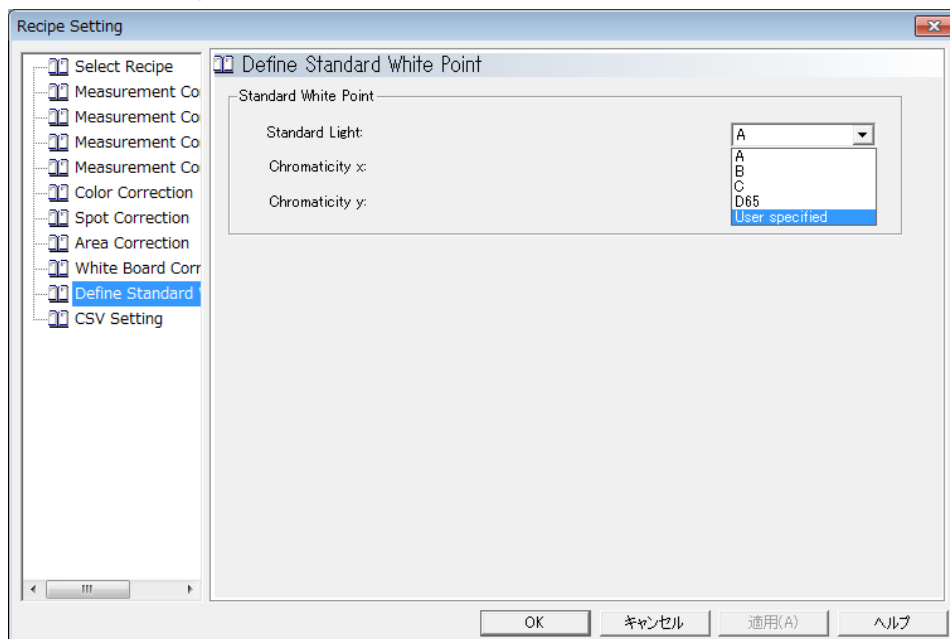 Recipe Setting
Select Recipe
Measurement Co
Measurement Co
Measurement Co
Measurement Co
Color Correction
Spot Correction
Area Correction
White Board Corr
Define Standard
CSV Setting
Define Standard White Point
Standard White Point
Standard Light: A
A
B
C
D65
User specified
Chromaticity x:
Chromaticity y:
OK キャンセル 適用(A) ヘルプ